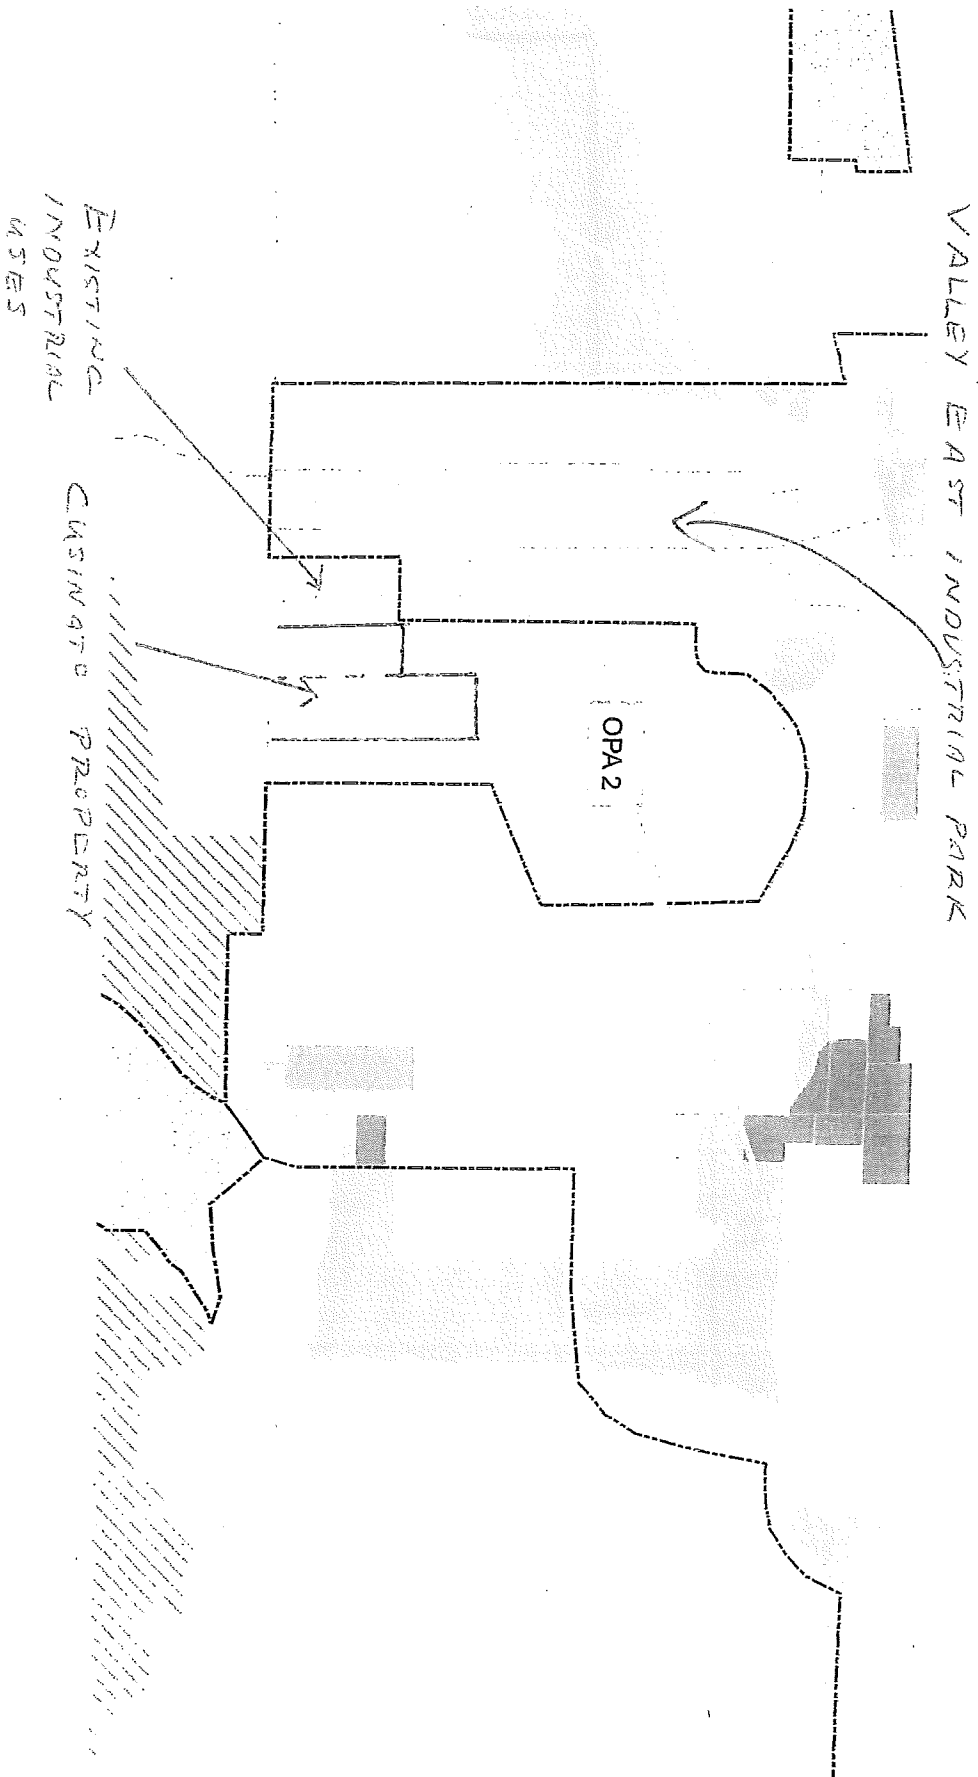 VALLEY EAST INDUSTRIAL PARK
OPA 2
EXISTING
INDUSTRIAL
USES
CUSINATO PROPERTY